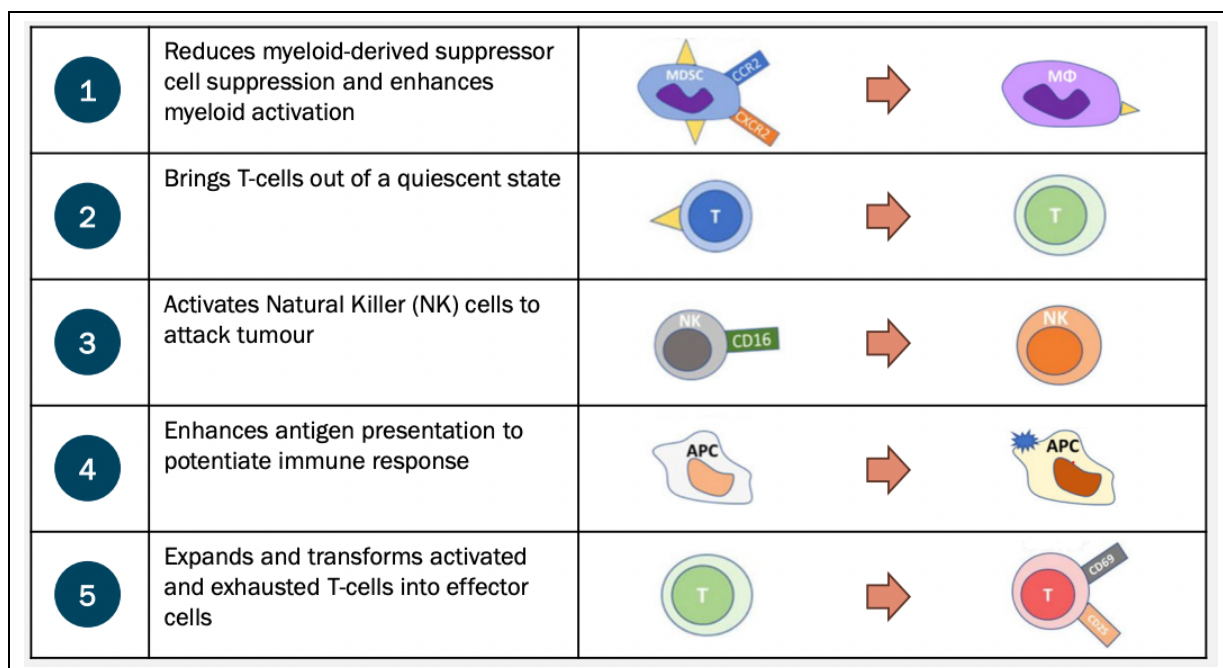 1
Reduces myeloid-derived suppressor
cell suppression and enhances
myeloid activation
MDSC
CCR2
CXCR2
MΦ
2
Brings T-cells out of a quiescent state
T
T
3
Activates Natural Killer (NK) cells to
attack tumour
NK
CD16
NK
4
Enhances antigen presentation to
potentiate immune response
APC
APC
5
Expands and transforms activated
and exhausted T-cells into effector
cells
T
T
CD69
CD25